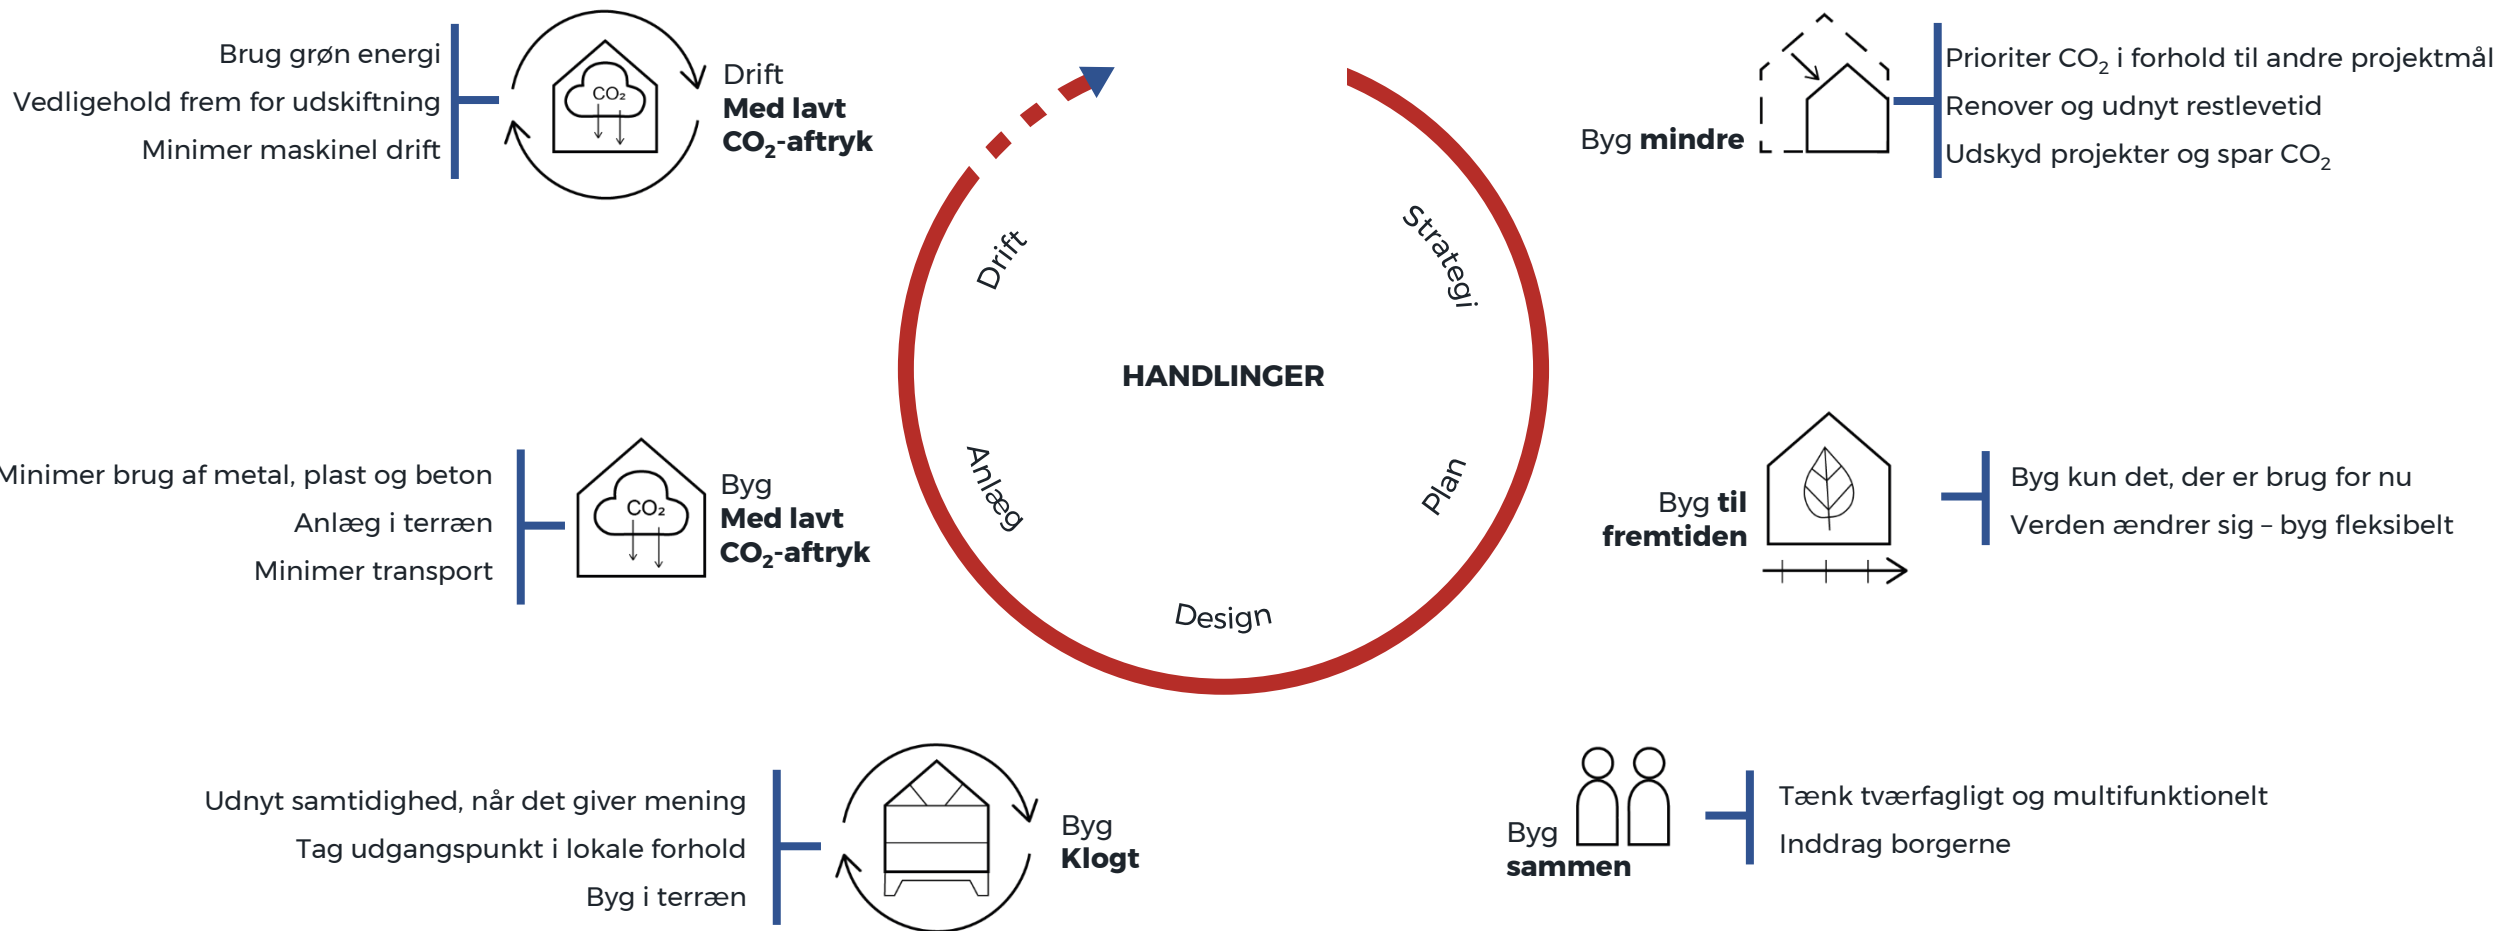 Brug grøn energi
Vedligehold frem for udskiftning
Minimer maskinel drift
CO₂
Drift
Med lavt
CO₂-aftryk
Byg mindre
Prioriter CO₂ i forhold til andre projektmål
Renover og udnyt restlevetid
Udskyd projekter og spar CO₂
Drift
Strategi
HANDLINGER
Anlæg
Plan
Design
Minimer brug af metal, plast og beton
Anlæg i terræn
Minimer transport
CO₂
Byg
Med lavt
CO₂-aftryk
Byg til
fremtiden
Byg kun det, der er brug for nu
Verden ændrer sig – byg fleksibelt
Udnyt samtidighed, når det giver mening
Tag udgangspunkt i lokale forhold
Byg i terræn
Byg
Klogt
Byg
sammen
Tænk tværfagligt og multifunktionelt
Inddrag borgerne